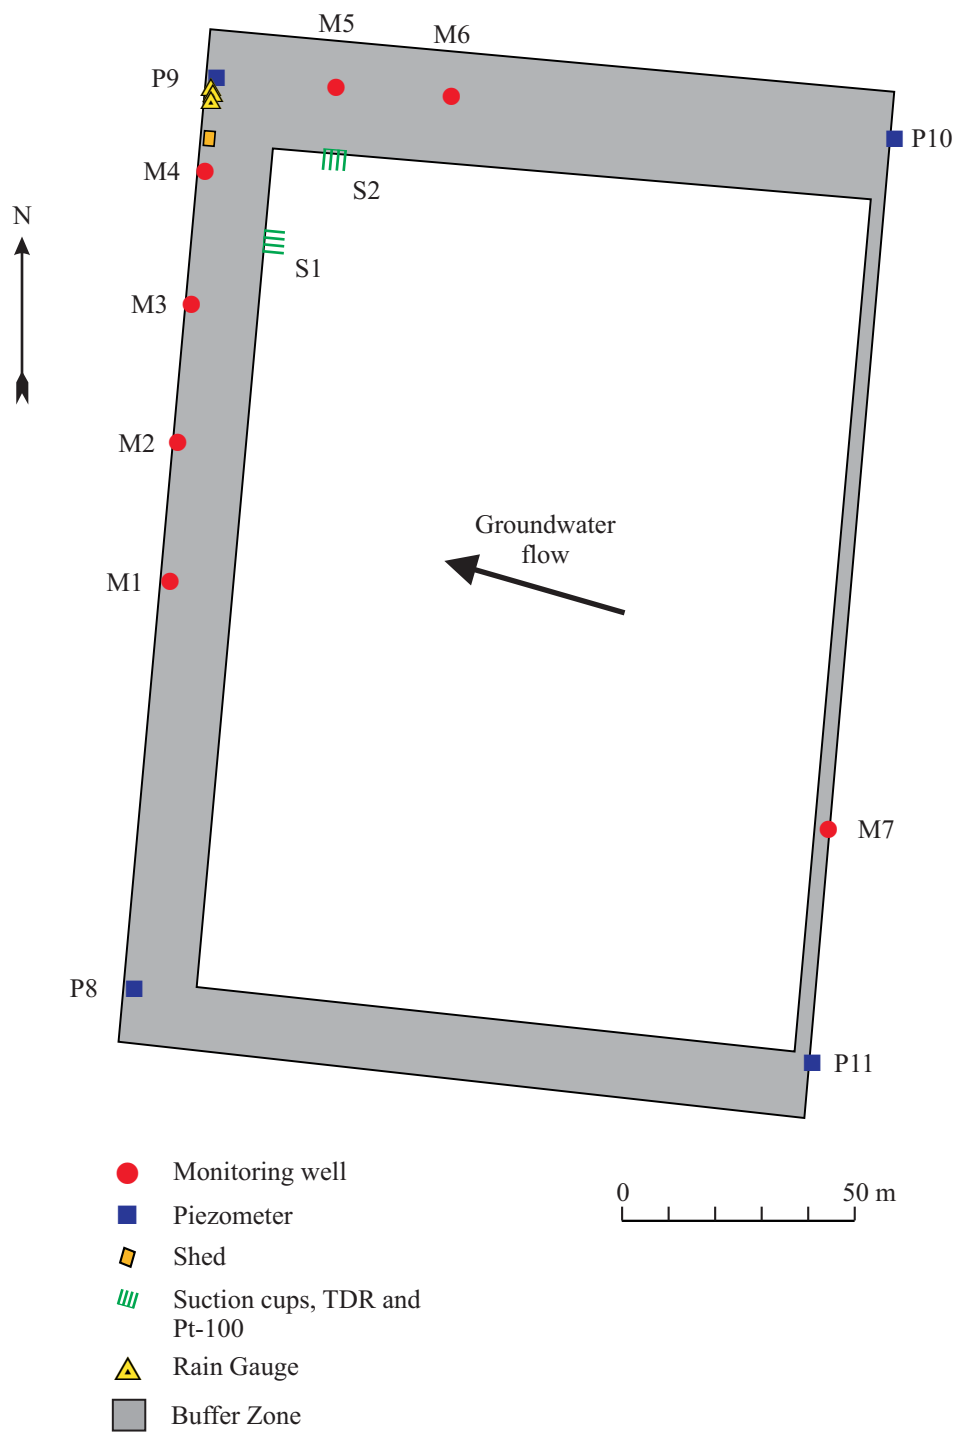 M5
M6
P9
P10
M4
S2
N
S1
M3
M2
Groundwater
flow
M1
M7
P8
P11
Monitoring well
0
50 m
Piezometer
Shed
Suction cups, TDR and
Pt-100
Rain Gauge
Buffer Zone